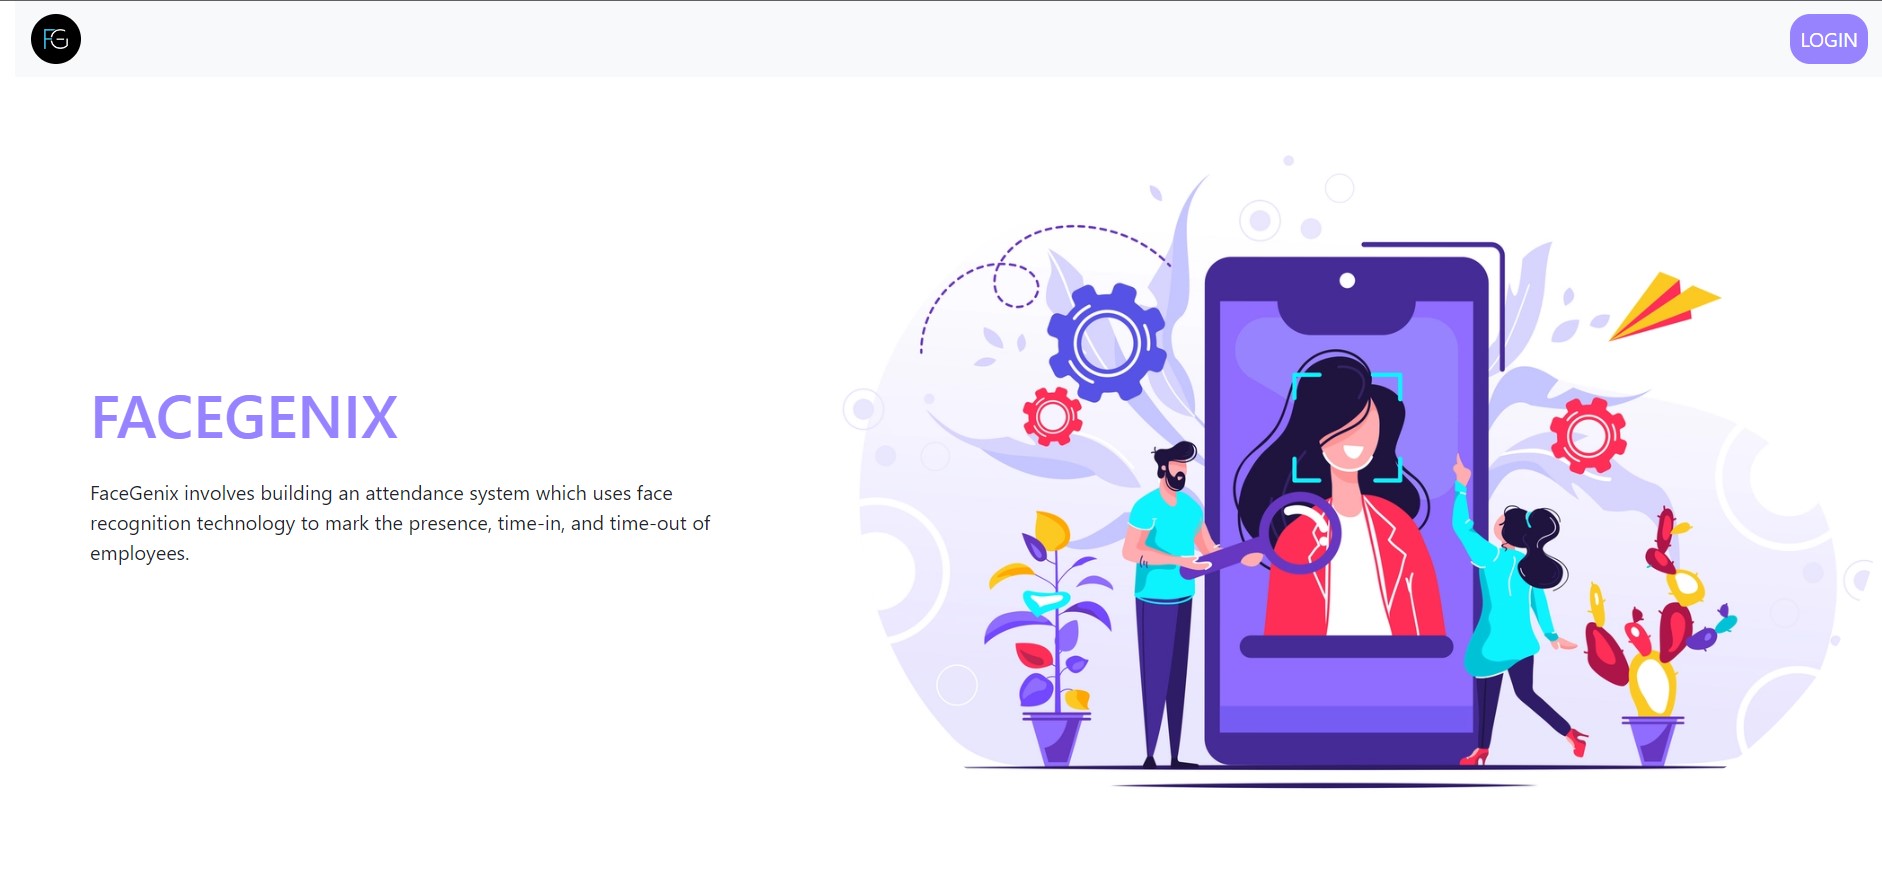 FG
LOGIN
FACEGENIX
FaceGenix involves building an attendance system which uses face
recognition technology to mark the presence, time-in, and time-out of
employees.